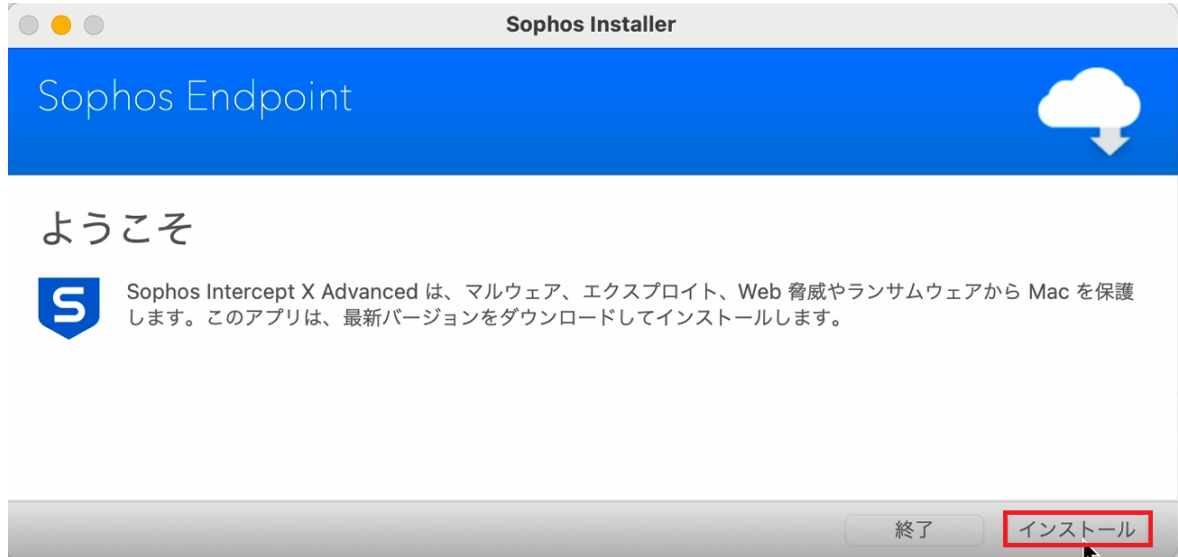 Sophos Installer
Sophos Endpoint
ようこそ
S
Sophos Intercept X Advanced は、マルウェア、エクスプロイト、Web 脅威やランサムウェアから Mac を保護
します。このアプリは、最新バージョンをダウンロードしてインストールします。
終了
インストール